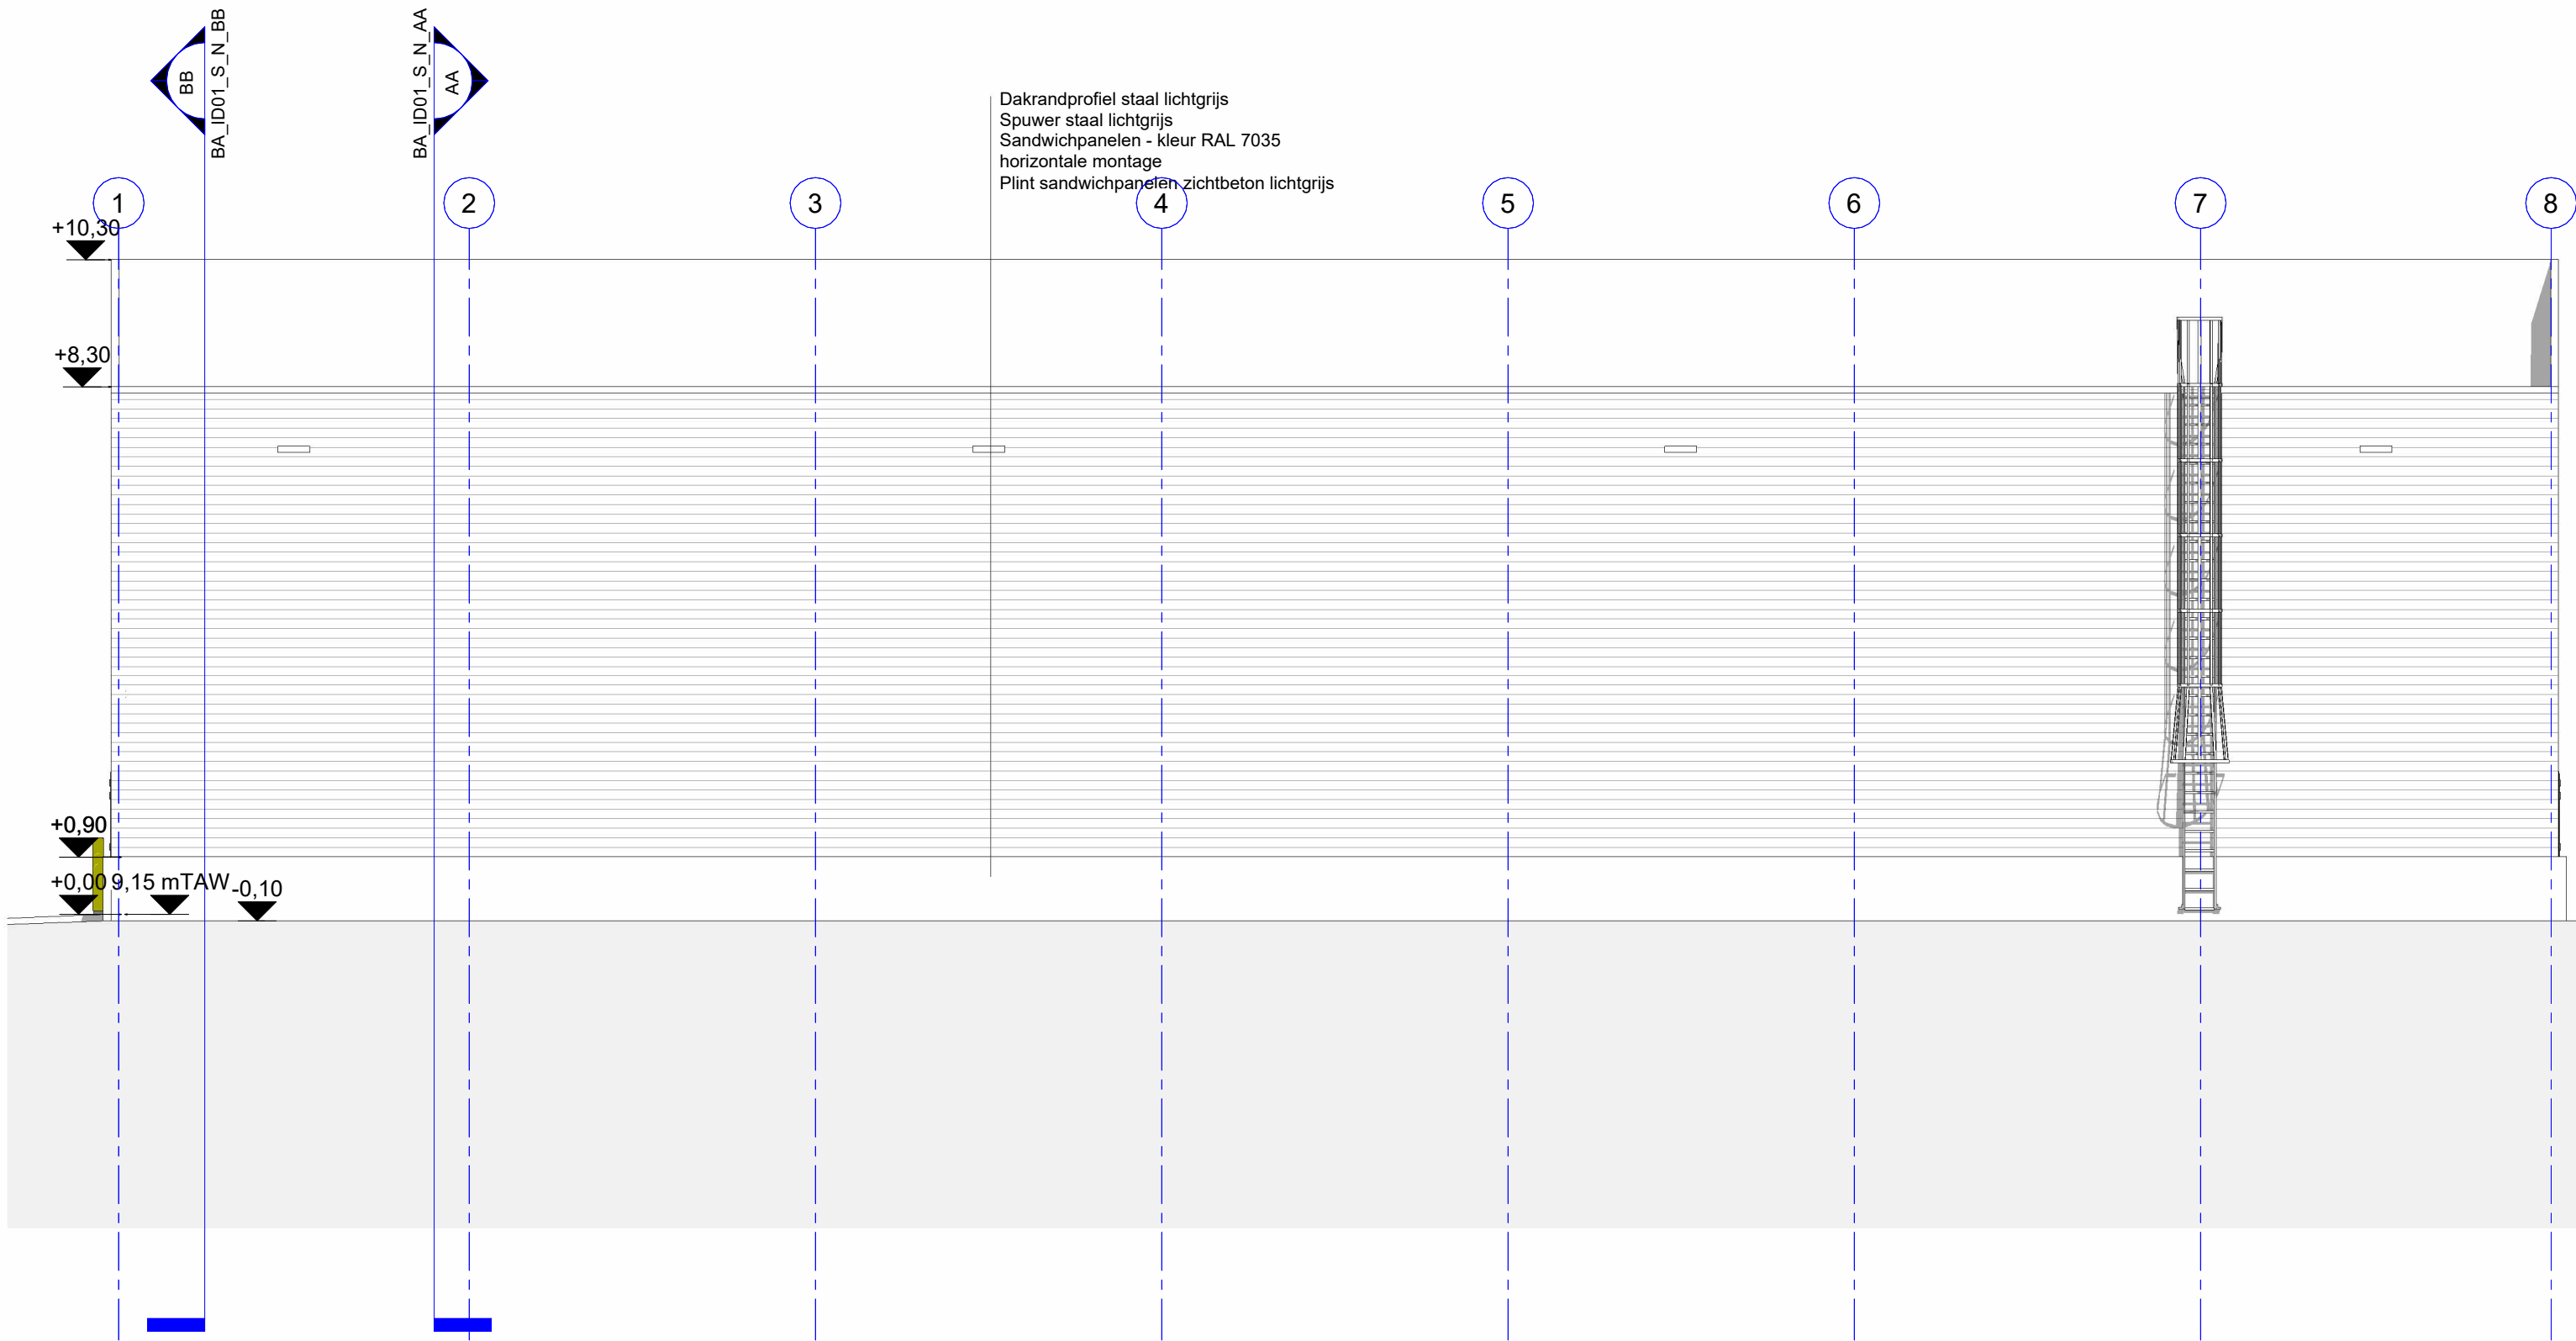 BA_ID01_S_N_BB
BB
BA_ID01_S_N_AA
AA
Dakrandprofiel staal lichtgrijs
Spuwer staal lichtgrijs
Sandwichpanelen - kleur RAL 7035
horizontale montage
Plint sandwichpanelen zichtbeton lichtgrijs
1
2
3
4
5
6
7
8
+10,30
+8,30
+0,90
+0,00
9,15 mTAW
-0,10